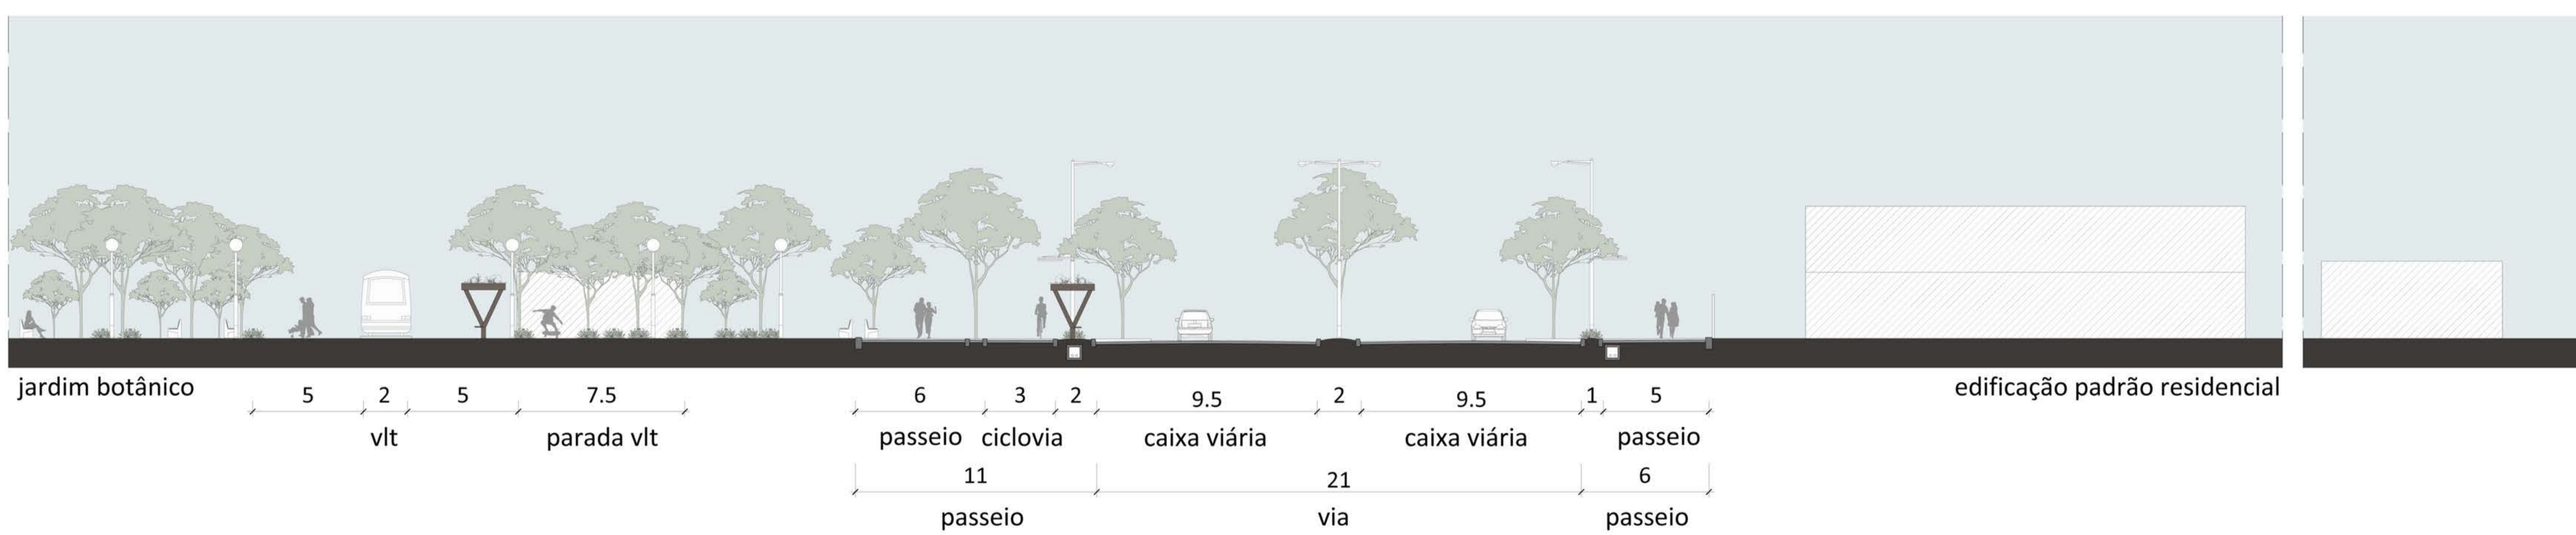 jardim botânico
edificação padrão residencial
5 2 5 7.5 6 3 2 9.5 2 9.5 1 5
vlt parada vlt passeio ciclovia caixa viária caixa viária passeio
11 21 6
passeio via passeio